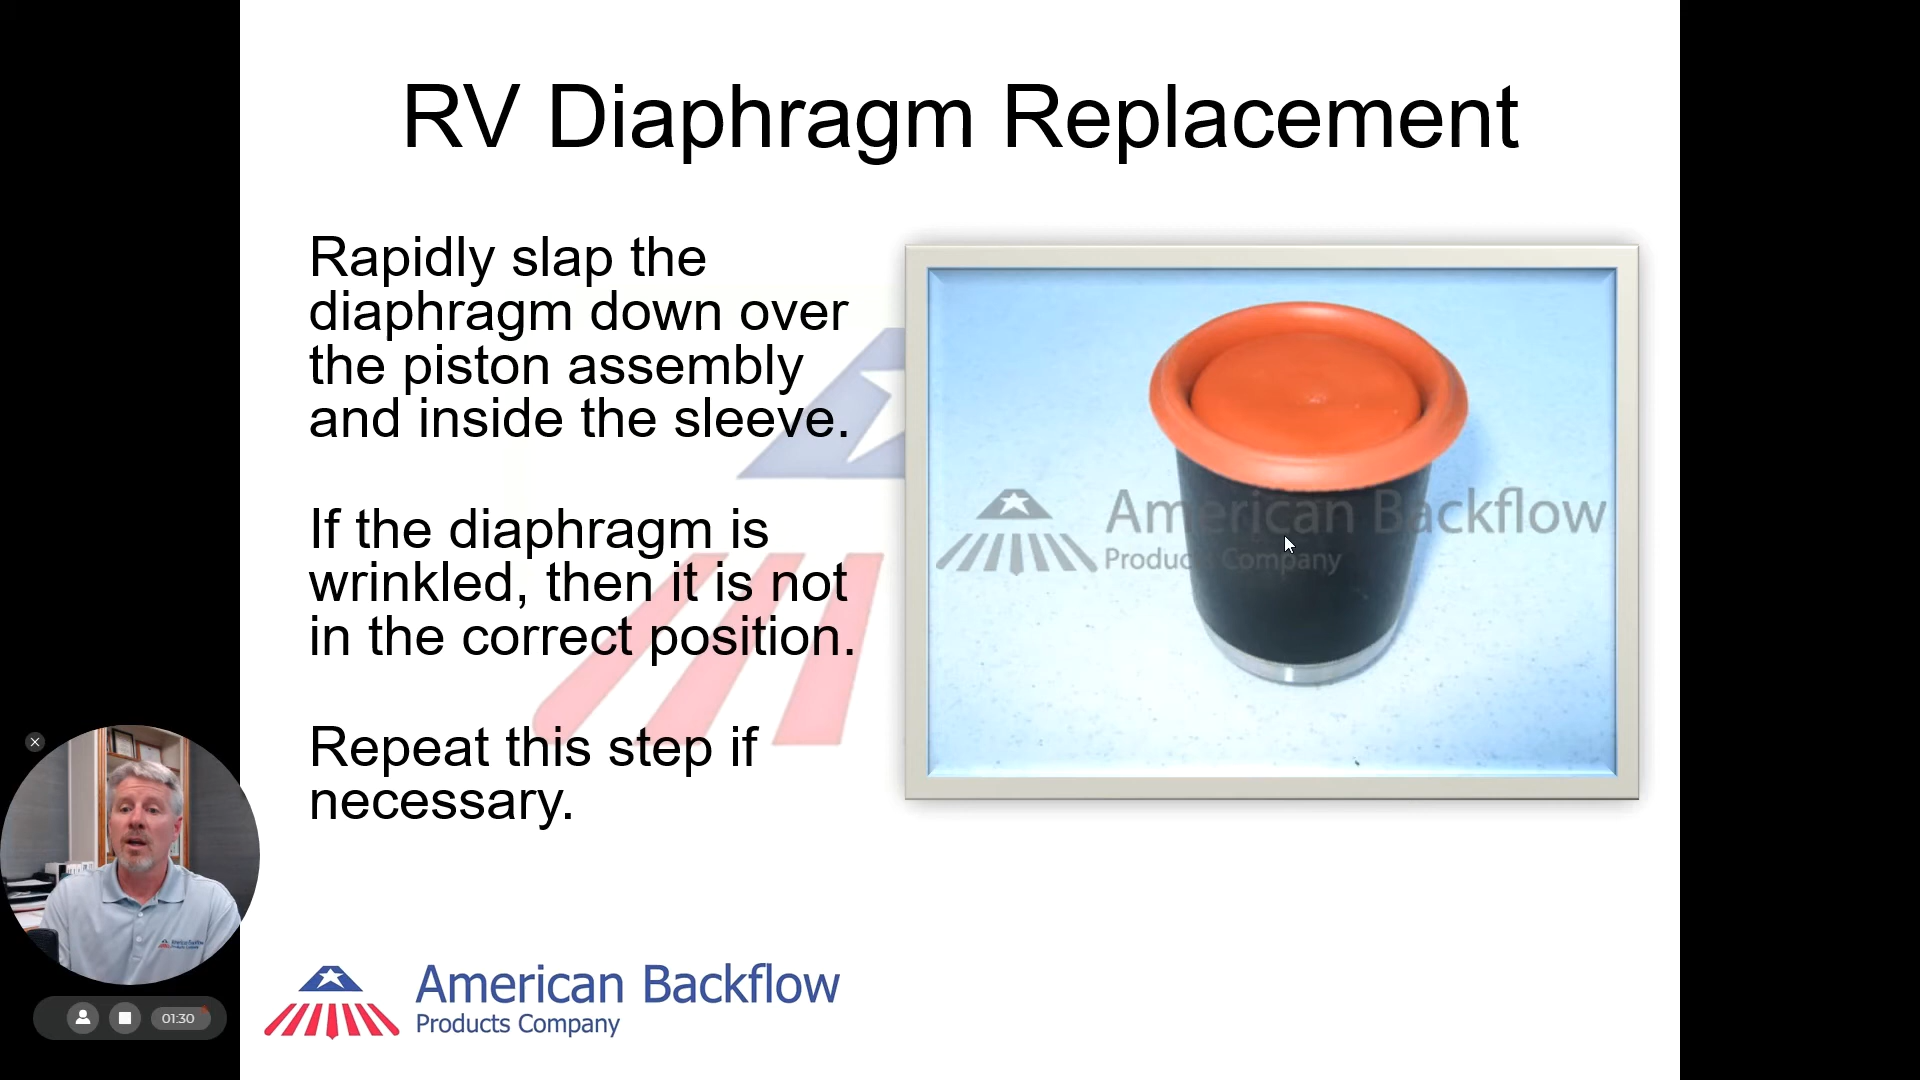 RV Diaphragm Replacement
Rapidly slap the
diaphragm down over
the piston assembly
and inside the sleeve.
If the diaphragm is
wrinkled, then it is not
in the correct position.
Repeat this step if
necessary.
American Backflow
Products Company
American Backflow
Products Company
01:30